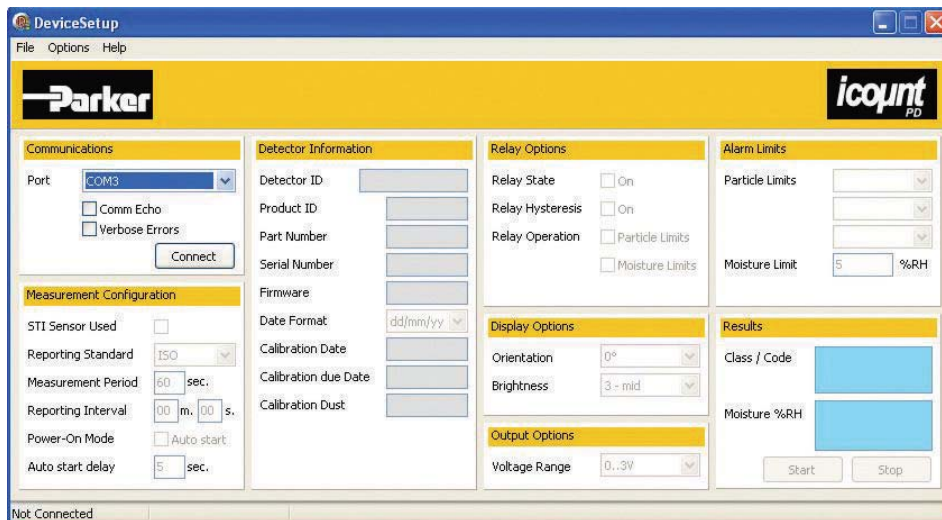 DeviceSetup
File Options Help
Parker
icount
PD
Communications
Port COM3
Comm Echo
Verbose Errors
Connect
Measurement Configuration
STI Sensor Used
Reporting Standard ISO
Measurement Period 60 sec.
Reporting Interval 00 m. 00 s.
Power-On Mode Auto start
Auto start delay 5 sec.
Detector Information
Detector ID
Product ID
Part Number
Serial Number
Firmware
Date Format dd/mm/yy
Calibration Date
Calibration due Date
Calibration Dust
Relay Options
Relay State On
Relay Hysteresis On
Relay Operation Particle Limits
Moisture Limits
Display Options
Orientation 0°
Brightness 3 - mid
Output Options
Voltage Range 0..3V
Alarm Limits
Particle Limits
Moisture Limit 5 %RH
Results
Class / Code
Moisture %RH
Start Stop
Not Connected